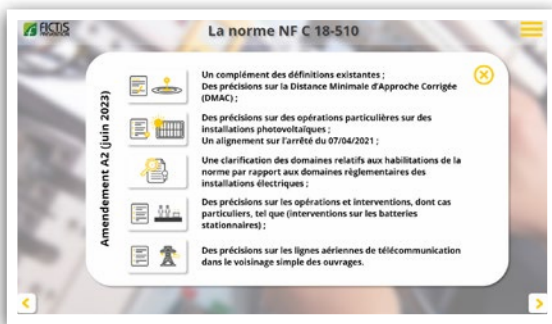 FICTIS
La norme NF C 18-510
Amendement A2 (juin 2023)
Un complément des définitions existantes ;
Des précisions sur la Distance Minimale d'Approche Corrigée
(DMAC) ;
Des précisions sur des opérations particulières sur des
installations photovoltaïques ;
Un alignement sur l'arrêté du 07/04/2021 ;
Une clarification des domaines relatifs aux habilitations de la
norme par rapport aux domaines règlementaires des
installations électriques ;
Des précisions sur les opérations et interventions, dont cas
particuliers, tel que (interventions sur les batteries
stationnaires) ;
Des précisions sur les lignes aériennes de télécommunication
dans le voisinage simple des ouvrages.